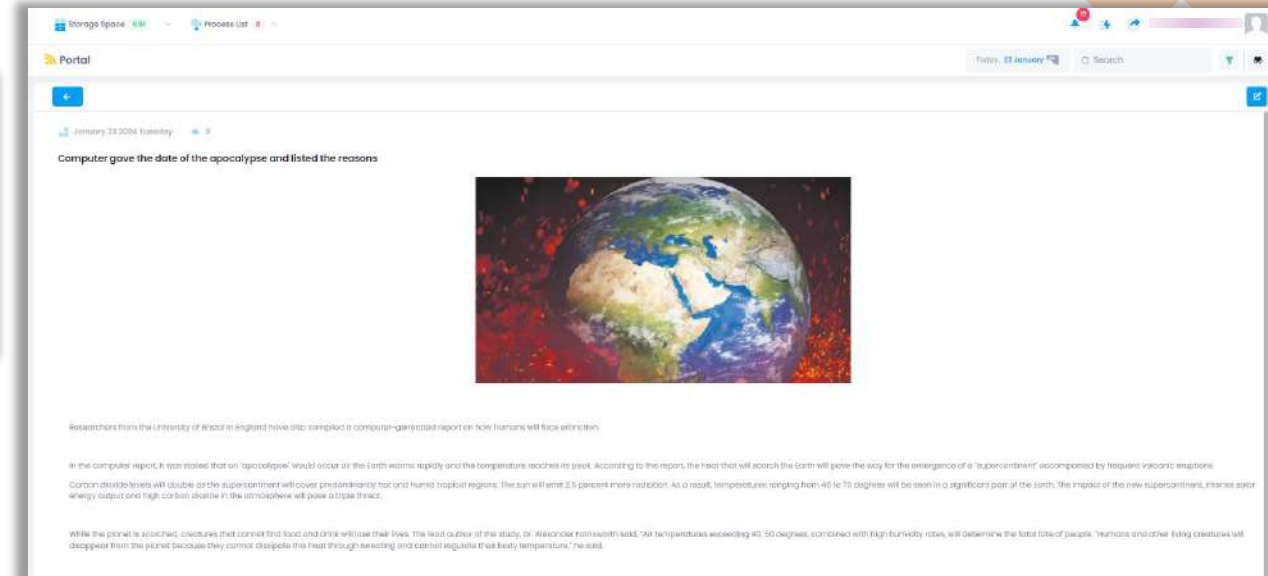 Storage Space
Process List 8
17
Portal
Today, 23 January
Search
January 23 2024 Tuesday
Computer gave the date of the apocalypse and listed the reasons
Researchers from the University of Bristol in England have also compiled a computer-generated report on how humans will face extinction.
In the computer report, it was stated that an "apocalypse" would occur as the Earth warms rapidly and the temperature reaches its peak. According to the report, the heat that will scorch the Earth will pave the way for the emergence of a "supercontinent" accompanied by frequent volcanic eruptions.
Carbon dioxide levels will double as the supercontinent will cover predominantly hot and humid tropical regions. The sun will emit 2.5 percent more radiation. As a result, temperatures ranging from 40 to 70 degrees will be seen in a significant part of the Earth. The impact of the new supercontinent, intense solar
energy output and high carbon dioxide in the atmosphere will pose a triple threat.
While the planet is scorched, creatures that cannot find food and drink will lose their lives. The lead author of the study, Dr. Alexander Farnsworth said, "Air temperatures exceeding 40, 50 degrees, combined with high humidity rates, will determine the fatal fate of people. "Humans and other living creatures will
disappear from the planet because they cannot dissipate the heat through sweating and cannot regulate their body temperature," he said.